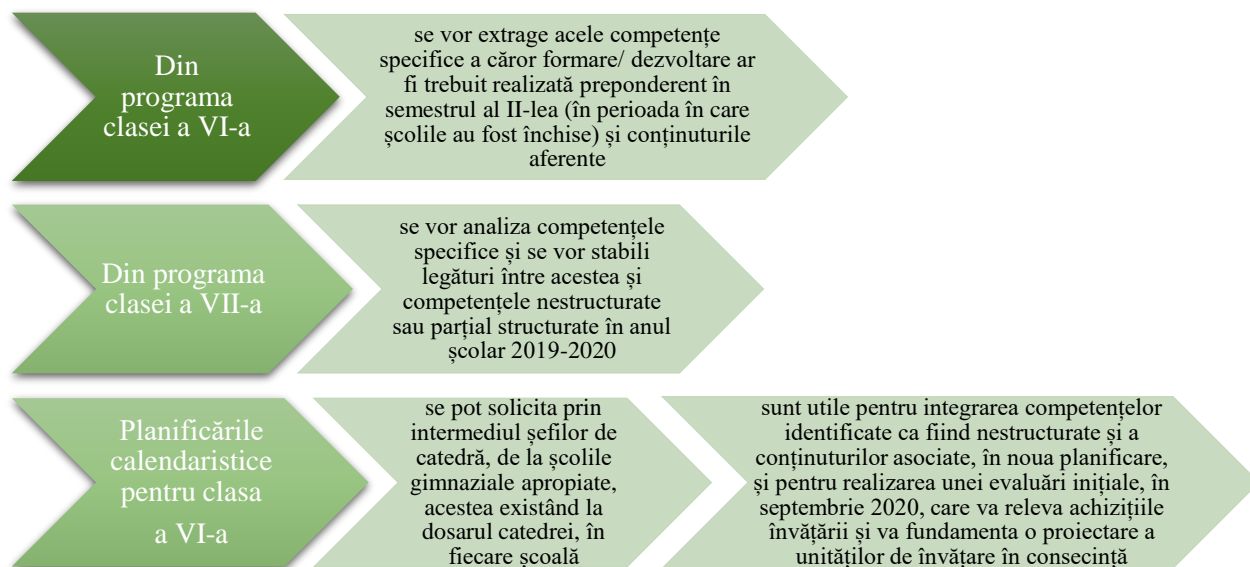 Din
programa
clasei a VI-a
se vor extrage acele competențe
specifice a căror formare/ dezvoltare ar
fi trebuit realizată preponderent în
semestrul al II-lea (în perioada în care
școlile au fost închise) și conținuturile
aferente
Din programa
clasei a VII-a
se vor analiza competențele
specifice și se vor stabili
legături între acestea și
competențele nestructurate
sau parțial structurate în anul
școlar 2019-2020
Planificările
calendaristice
pentru clasa
a VI-a
se pot solicita prin
intermediul șefilor de
catedră, de la școlile
gimnaziale apropiate,
acestea existând la
dosarul catedrei, în
fiecare școală
sunt utile pentru integrarea competențelor
identificate ca fiind nestructurate și a
conținuturilor asociate, în noua planificare,
și pentru realizarea unei evaluări inițiale, în
septembrie 2020, care va releva achizițiile
învățării și va fundamenta o proiectare a
unităților de învățare în consecință